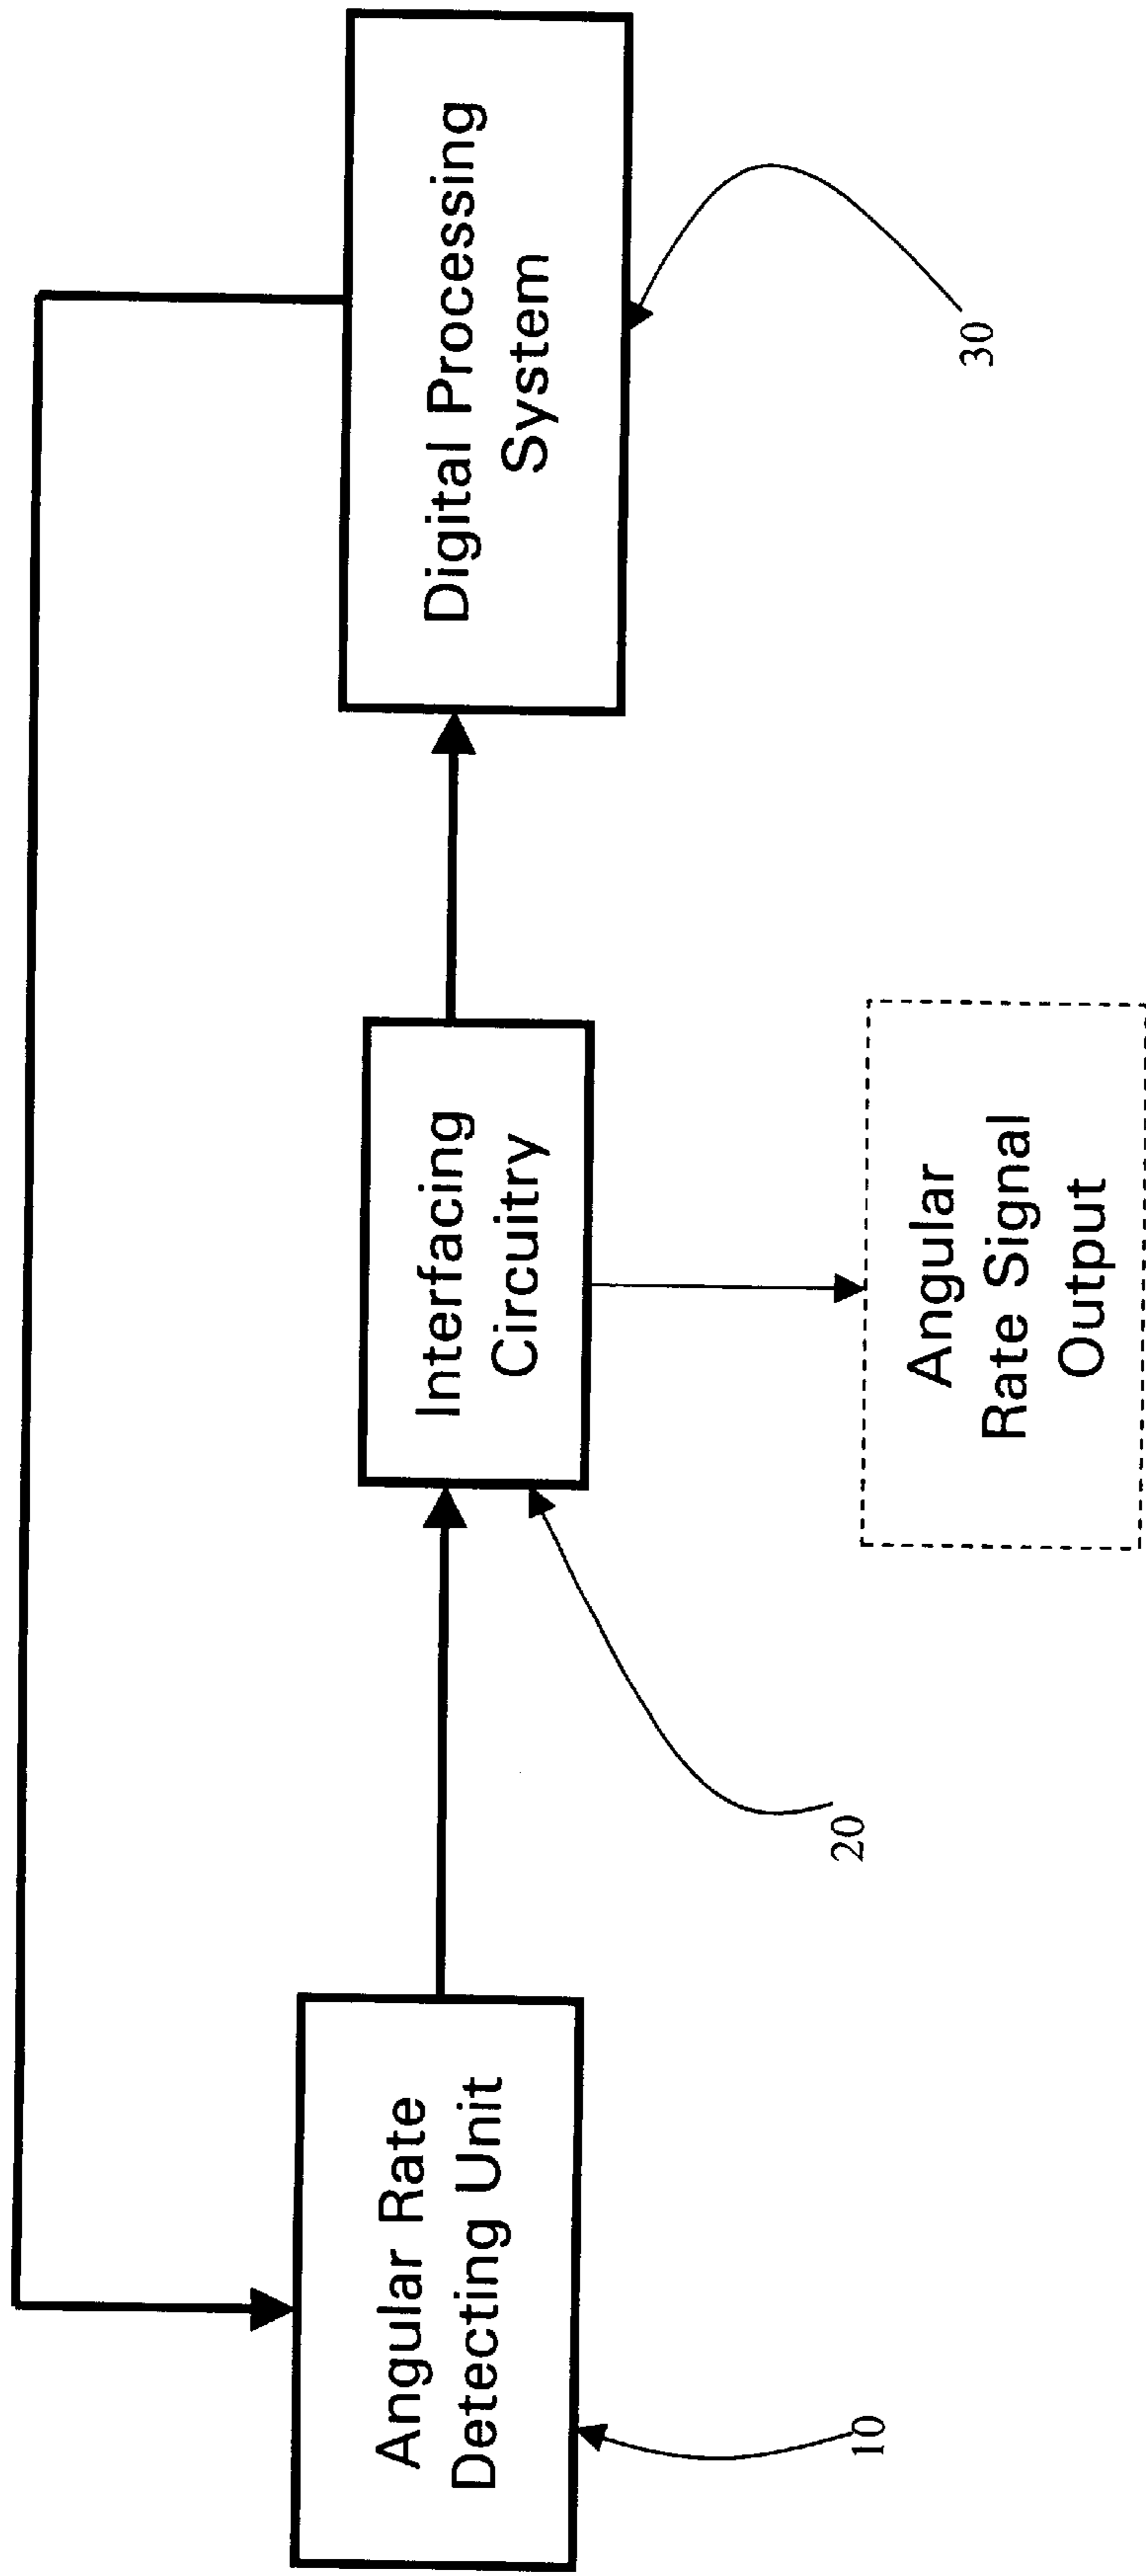 Angular Rate
Detecting Unit
Interfacing
Circuitry
Digital Processing
System
10
20
30
Angular
Rate Signal
Output